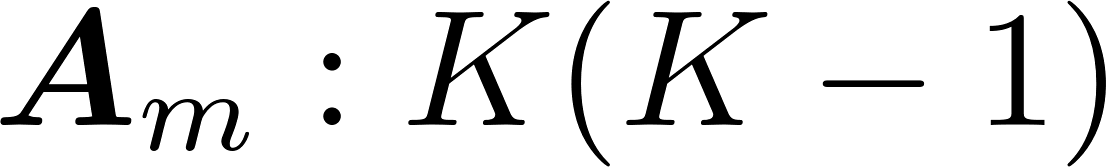 𝑨ₘ : K(K − 1)